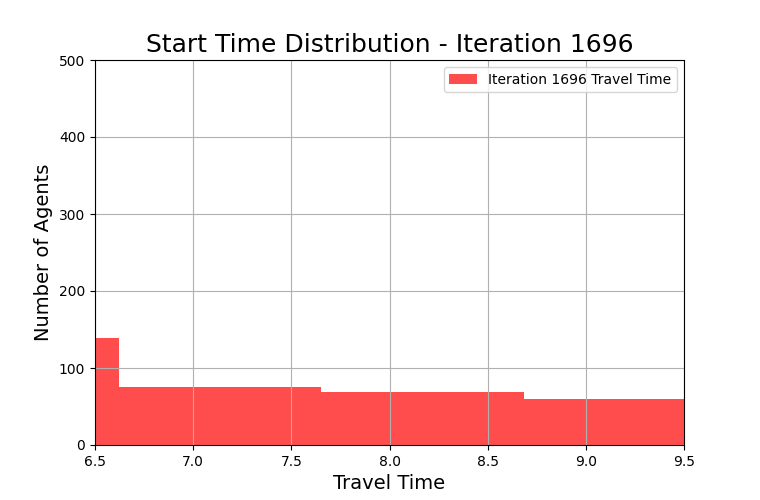 Start Time Distribution - Iteration 1696
500
400
300
200
100
0
Number of Agents
Iteration 1696 Travel Time
6.5 7.0 7.5 8.0 8.5 9.0 9.5
Travel Time